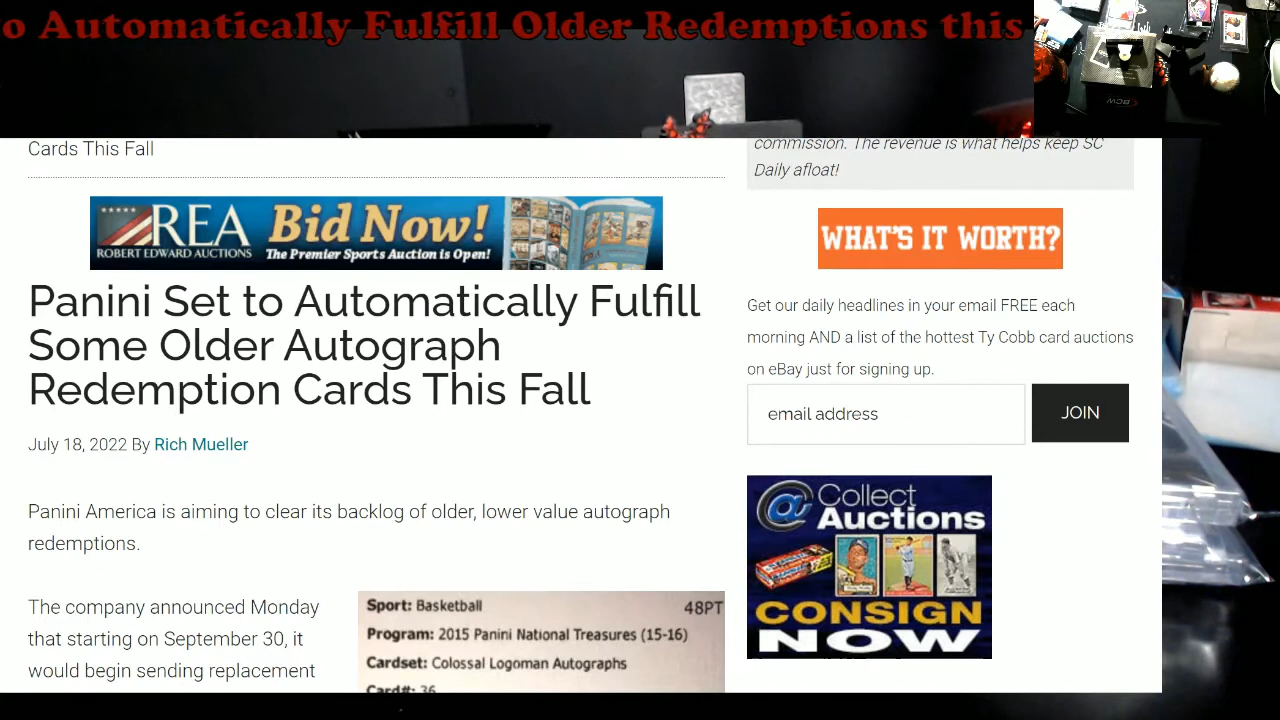 o Automatically Fulfill Older Redemptions this
BCW
Cards This Fall
commission. The revenue is what helps keep SC
Daily afloat!
REA
ROBERT EDWARD AUCTIONS
Bid Now!
The Premier Sports Auction is Open!
WHAT'S IT WORTH?
Panini Set to Automatically Fulfill
Some Older Autograph
Redemption Cards This Fall
Get our daily headlines in your email FREE each
morning AND a list of the hottest Ty Cobb card auctions
on eBay just for signing up.
email address
JOIN
July 18, 2022 By Rich Mueller
Collect
Auctions
CONSIGN
NOW
Panini America is aiming to clear its backlog of older, lower value autograph
redemptions.
The company announced Monday
that starting on September 30, it
would begin sending replacement
Sport: Basketball
48PT
Program: 2015 Panini National Treasures (15-16)
Cardset: Colossal Logoman Autographs
Card#: 36